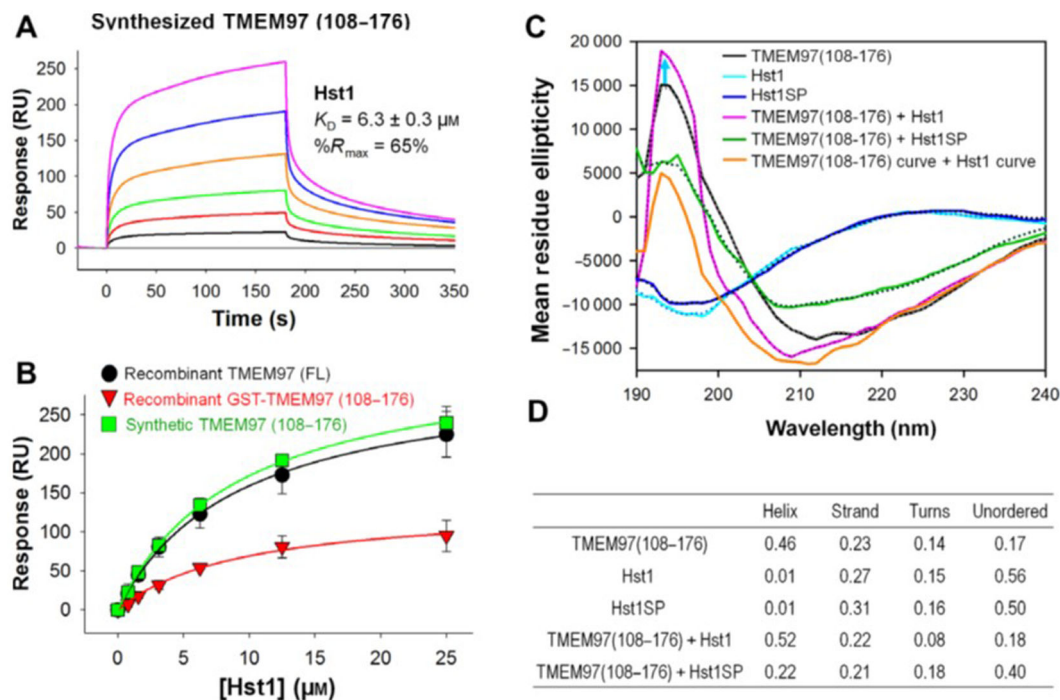 A
Synthesized TMEM97 (108–176)
Response (RU)
250
200
150
100
50
0
Hst1
KD = 6.3 ± 0.3 μM
%Rmax = 65%
0 50 100 150 200 250 300 350
Time (s)
B
Recombinant TMEM97 (FL)
Recombinant GST-TMEM97 (108–176)
Synthetic TMEM97 (108–176)
Response (RU)
250
200
150
100
50
0
0 5 10 15 20 25
[Hst1] (μM)
C
Mean residue ellipticity
20 000
15 000
10 000
5000
0
−5000
−10 000
−15 000
TMEM97(108-176)
Hst1
Hst1SP
TMEM97(108-176) + Hst1
TMEM97(108-176) + Hst1SP
TMEM97(108-176) curve + Hst1 curve
190 200 210 220 230 240
Wavelength (nm)
D
Helix Strand Turns Unordered
TMEM97(108–176) 0.46 0.23 0.14 0.17
Hst1 0.01 0.27 0.15 0.56
Hst1SP 0.01 0.31 0.16 0.50
TMEM97(108–176) + Hst1 0.52 0.22 0.08 0.18
TMEM97(108–176) + Hst1SP 0.22 0.21 0.18 0.40